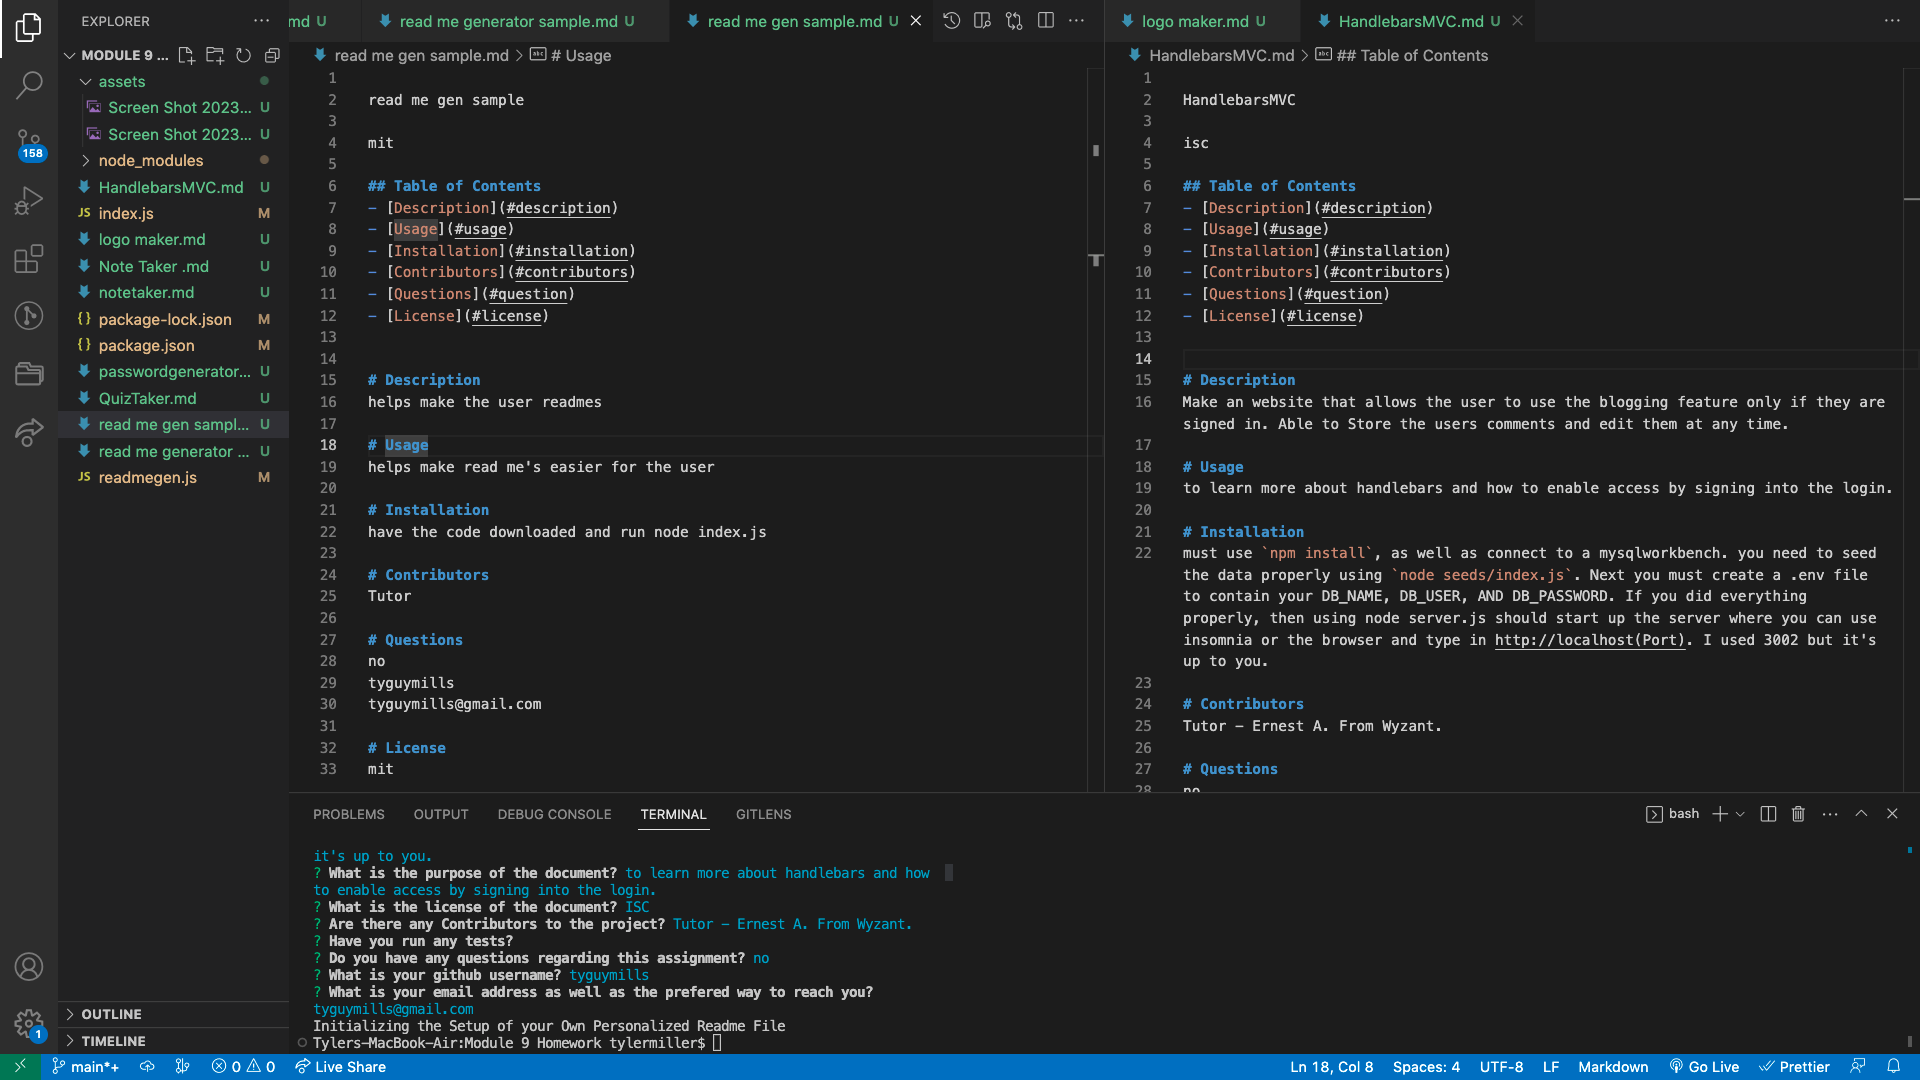 EXPLORER
MODULE 9 ...
assets
Screen Shot 2023... U
Screen Shot 2023... U
node_modules
HandlebarsMVC.md U
JS index.js M
logo maker.md U
Note Taker .md U
notetaker.md U
{} package-lock.json M
{} package.json M
passwordgenerator... U
QuizTaker.md U
read me gen sampl... U
read me generator ... U
JS readmegen.js M
OUTLINE
TIMELINE
158
1
md U
read me generator sample.md U
read me gen sample.md U
read me gen sample.md > # Usage
1
2 read me gen sample
3
4 mit
5
6 ## Table of Contents
7 - [Description](#description)
8 - [Usage](#usage)
9 - [Installation](#installation)
10 - [Contributors](#contributors)
11 - [Questions](#question)
12 - [License](#license)
13
14
15 # Description
16 helps make the user readmes
17
18 # Usage
19 helps make read me's easier for the user
20
21 # Installation
22 have the code downloaded and run node index.js
23
24 # Contributors
25 Tutor
26
27 # Questions
28 no
29 tyguymills
30 tyguymills@gmail.com
31
32 # License
33 mit
logo maker.md U
HandlebarsMVC.md U
HandlebarsMVC.md > ## Table of Contents
1
2 HandlebarsMVC
3
4 isc
5
6 ## Table of Contents
7 - [Description](#description)
8 - [Usage](#usage)
9 - [Installation](#installation)
10 - [Contributors](#contributors)
11 - [Questions](#question)
12 - [License](#license)
13
14
15 # Description
16 Make an website that allows the user to use the blogging feature only if they are
signed in. Able to Store the users comments and edit them at any time.
17
18 # Usage
19 to learn more about handlebars and how to enable access by signing into the login.
20
21 # Installation
22 must use `npm install`, as well as connect to a mysqlworkbench. you need to seed
the data properly using `node seeds/index.js`. Next you must create a .env file
to contain your DB_NAME, DB_USER, AND DB_PASSWORD. If you did everything
properly, then using node server.js should start up the server where you can use
insomnia or the browser and type in http://localhost(Port). I used 3002 but it's
up to you.
23
24 # Contributors
25 Tutor - Ernest A. From Wyzant.
26
27 # Questions
28 no
PROBLEMS OUTPUT DEBUG CONSOLE TERMINAL GITLENS
bash
it's up to you.
? What is the purpose of the document? to learn more about handlebars and how
to enable access by signing into the login.
? What is the license of the document? ISC
? Are there any Contributors to the project? Tutor - Ernest A. From Wyzant.
? Have you run any tests?
? Do you have any questions regarding this assignment? no
? What is your github username? tyguymills
? What is your email address as well as the prefered way to reach you?
tyguymills@gmail.com
Initializing the Setup of your Own Personalized Readme File
Tylers-MacBook-Air:Module 9 Homework tylermiller$
main*+ 0 0 Live Share Ln 18, Col 8 Spaces: 4 UTF-8 LF Markdown Go Live Prettier